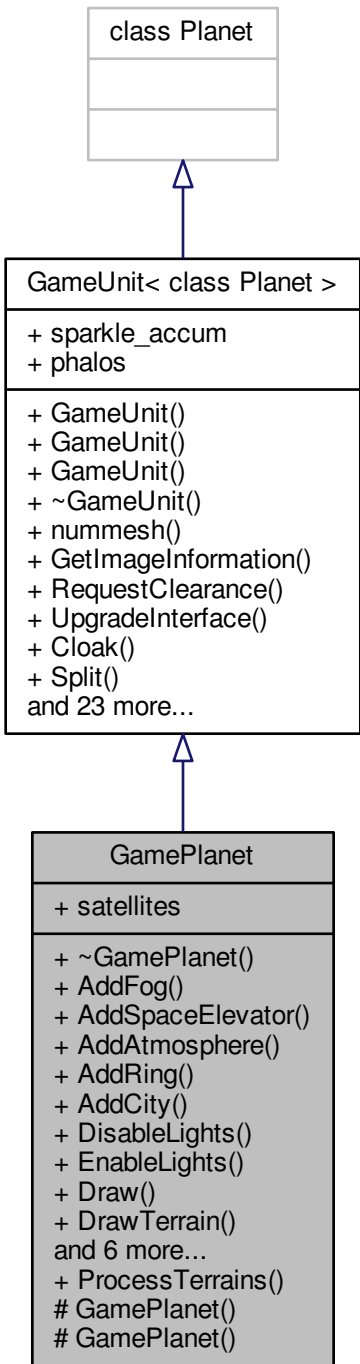 class Planet
GameUnit< class Planet >
+ sparkle_accum
+ phalos
+ GameUnit()
+ GameUnit()
+ GameUnit()
+ ~GameUnit()
+ nummesh()
+ GetImageInformation()
+ RequestClearance()
+ UpgradeInterface()
+ Cloak()
+ Split()
and 23 more...
GamePlanet
+ satellites
+ ~GamePlanet()
+ AddFog()
+ AddSpaceElevator()
+ AddAtmosphere()
+ AddRing()
+ AddCity()
+ DisableLights()
+ EnableLights()
+ Draw()
+ DrawTerrain()
and 6 more...
+ ProcessTerrains()
# GamePlanet()
# GamePlanet()